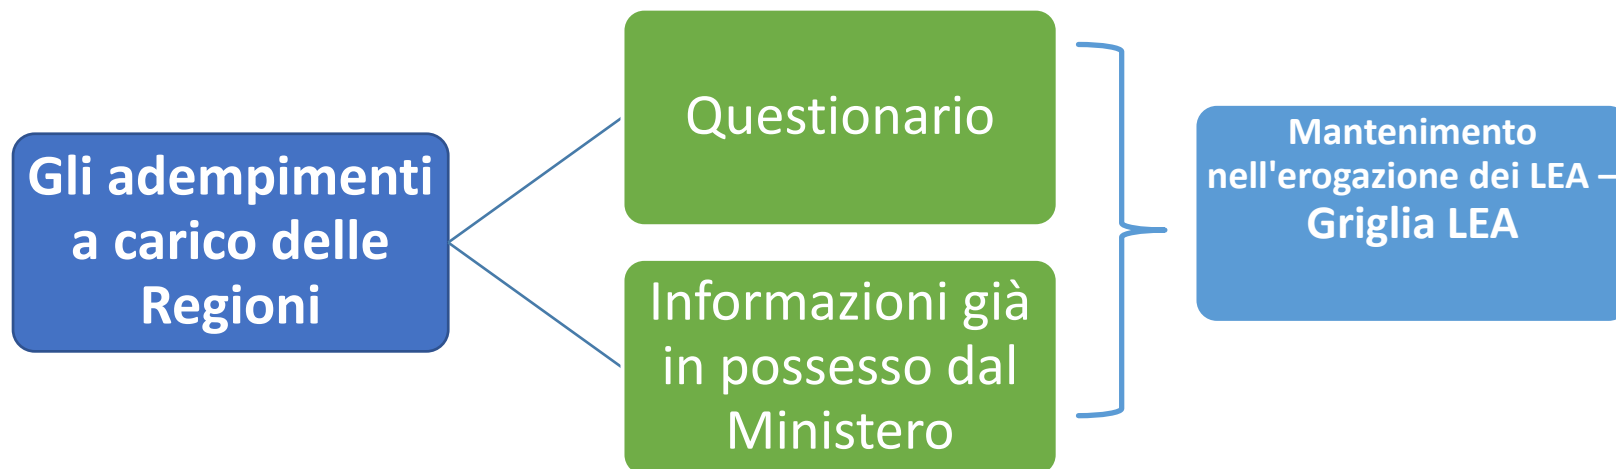 Gli adempimenti
a carico delle
Regioni
Questionario
Informazioni già
in possesso dal
Ministero
Mantenimento
nell'erogazione dei LEA –
Griglia LEA